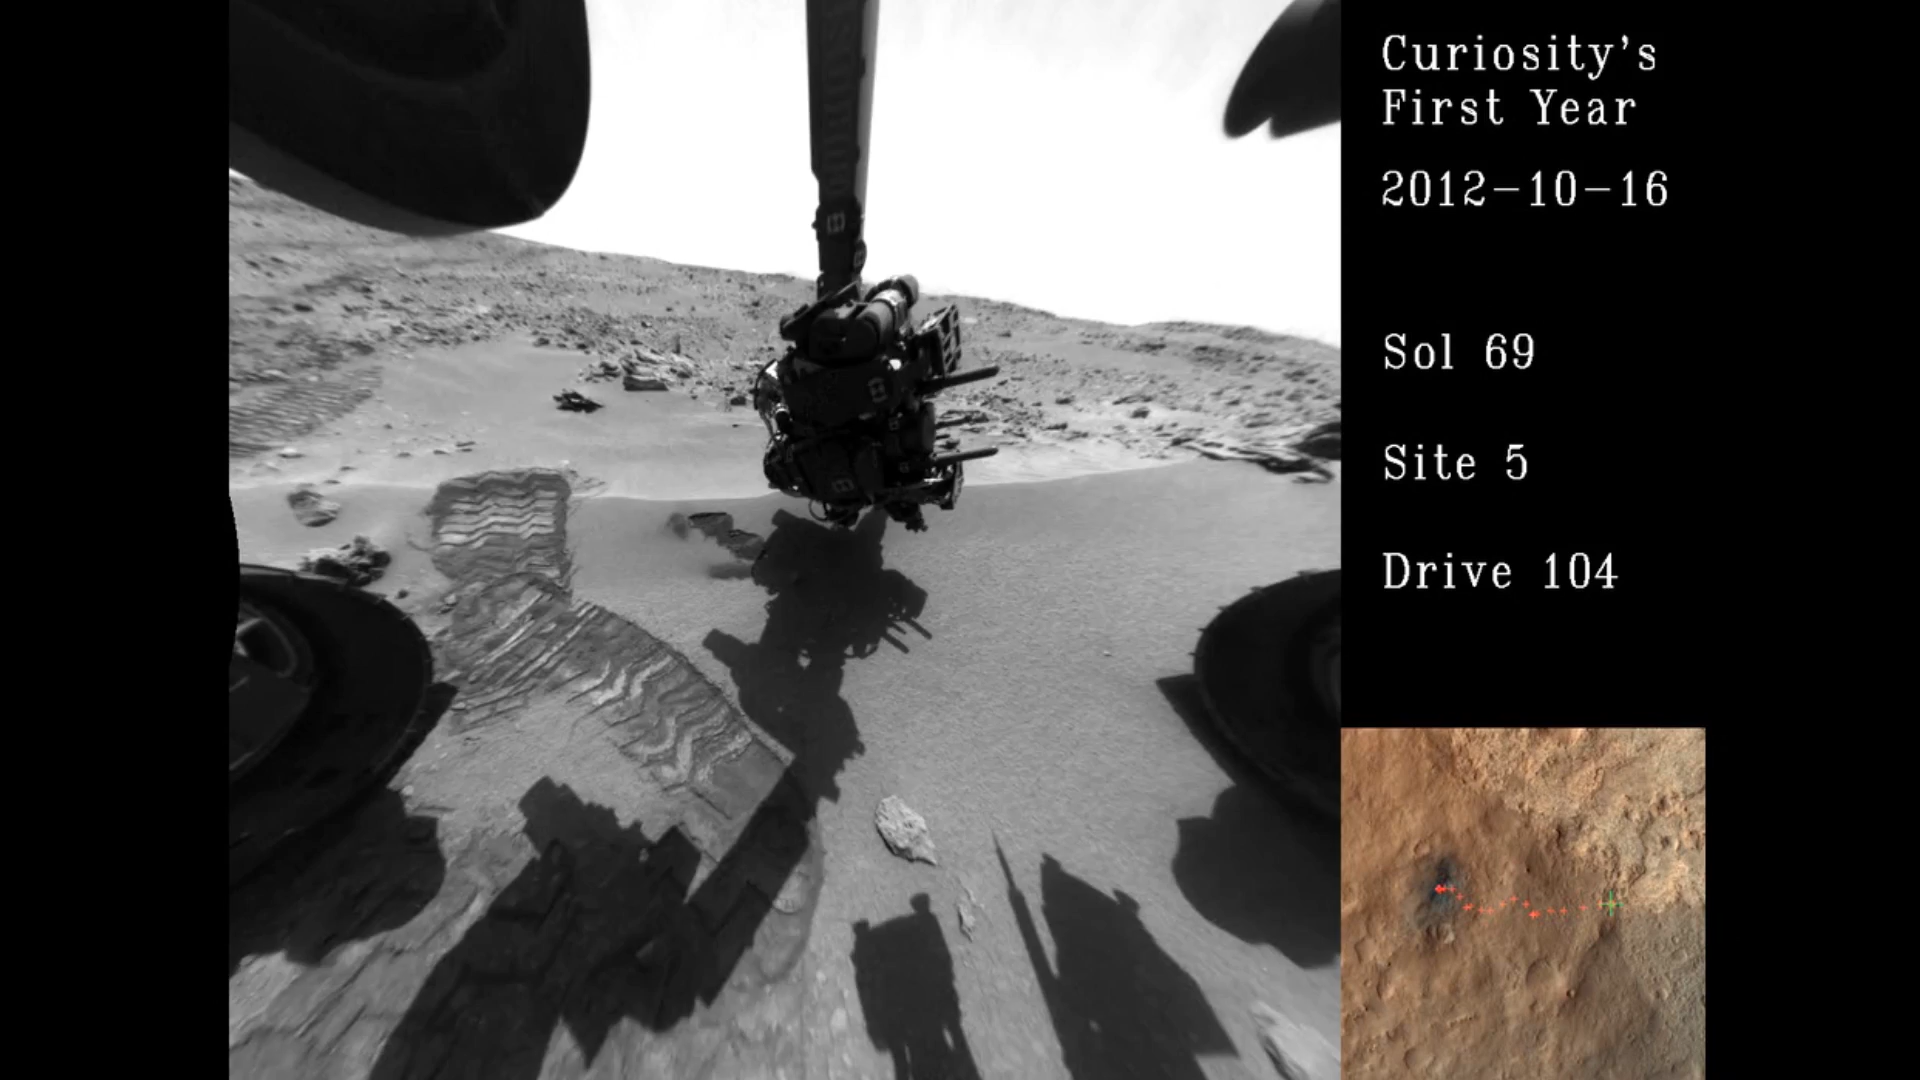 Curiosity's
First Year
2012-10-16
Sol 69
Site 5
Drive 104